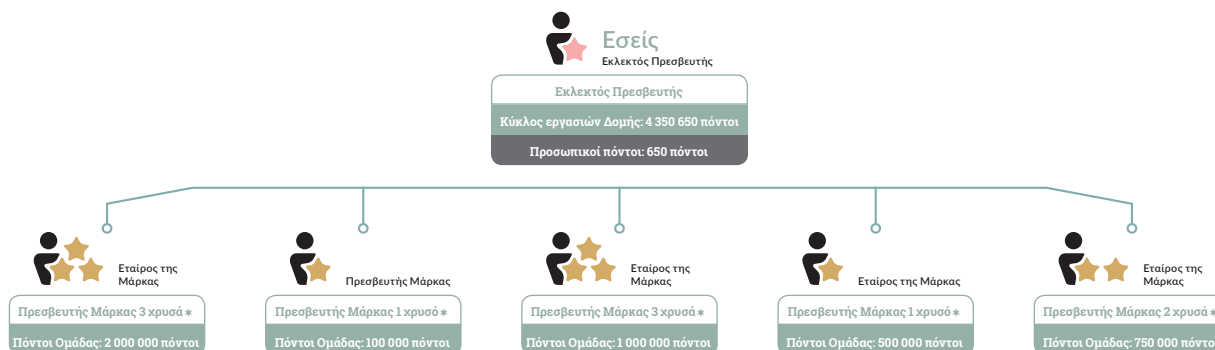 Εσείς
Εκλεκτός Πρεσβευτής
Εκλεκτός Πρεσβευτής
Κύκλος εργασιών Δομής: 4 350 650 πόντοι
Προσωπικοί πόντοι: 650 πόντοι
Εταίρος της
Μάρκας
Πρεσβευτής Μάρκας 3 χρυσά★
Πόντοι Ομάδας: 2 000 000 πόντοι
Πρεσβευτής Μάρκας
Πρεσβευτής Μάρκας 1 χρυσό★
Πόντοι Ομάδας: 100 000 πόντοι
Εταίρος της
Μάρκας
Πρεσβευτής Μάρκας 3 χρυσά★
Πόντοι Ομάδας: 1 000 000 πόντοι
Εταίρος της Μάρκας
Πρεσβευτής Μάρκας 1 χρυσό★
Πόντοι Ομάδας: 500 000 πόντοι
Εταίρος της
Μάρκας
Πρεσβευτής Μάρκας 2 χρυσά★
Πόντοι Ομάδας: 750 000 πόντο